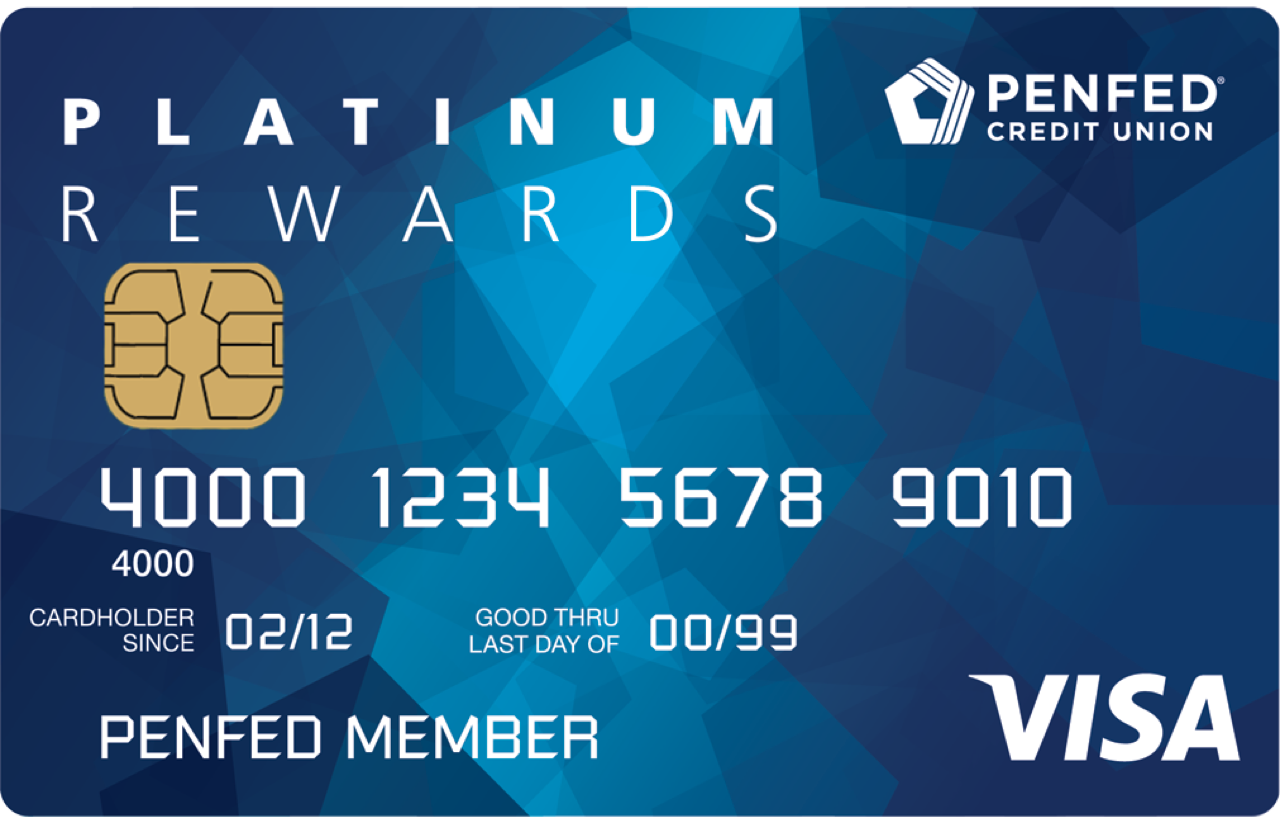 PLATINUM
REWARDS
PENFED®
CREDIT UNION
4000 1234 5678 9010
4000
CARDHOLDER
SINCE
02/12
GOOD THRU
LAST DAY OF
00/99
PENFED MEMBER
VISA